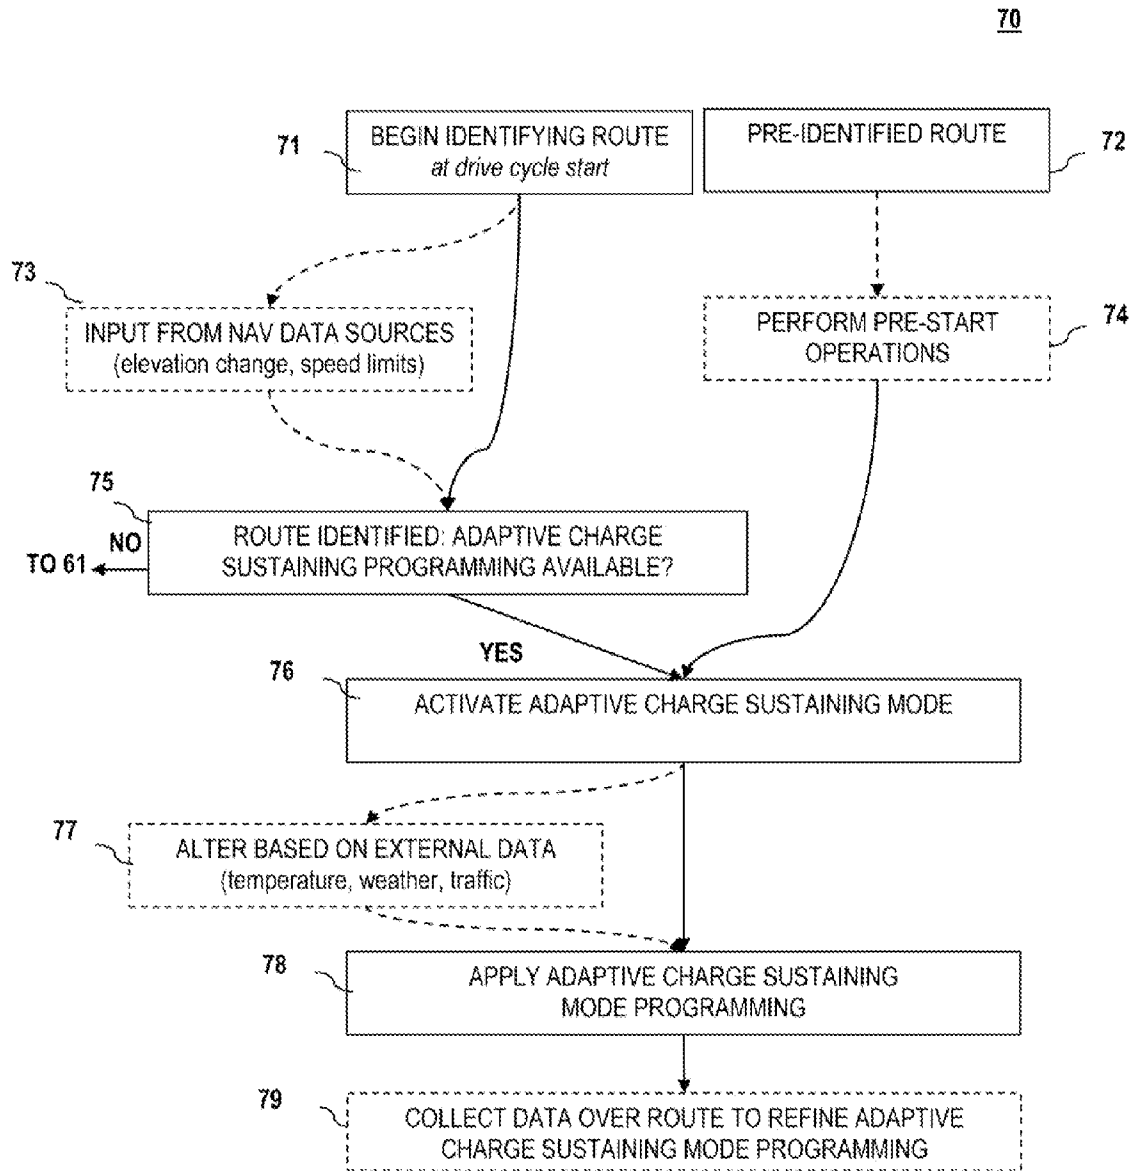 70
71
BEGIN IDENTIFYING ROUTE
at drive cycle start
PRE-IDENTIFIED ROUTE
72
73
INPUT FROM NAV DATA SOURCES
(elevation change, speed limits)
PERFORM PRE-START
OPERATIONS
74
75
NO
TO 61
ROUTE IDENTIFIED: ADAPTIVE CHARGE
SUSTAINING PROGRAMMING AVAILABLE?
YES
76
ACTIVATE ADAPTIVE CHARGE SUSTAINING MODE
77
ALTER BASED ON EXTERNAL DATA
(temperature, weather, traffic)
78
APPLY ADAPTIVE CHARGE SUSTAINING
MODE PROGRAMMING
79
COLLECT DATA OVER ROUTE TO REFINE ADAPTIVE
CHARGE SUSTAINING MODE PROGRAMMING